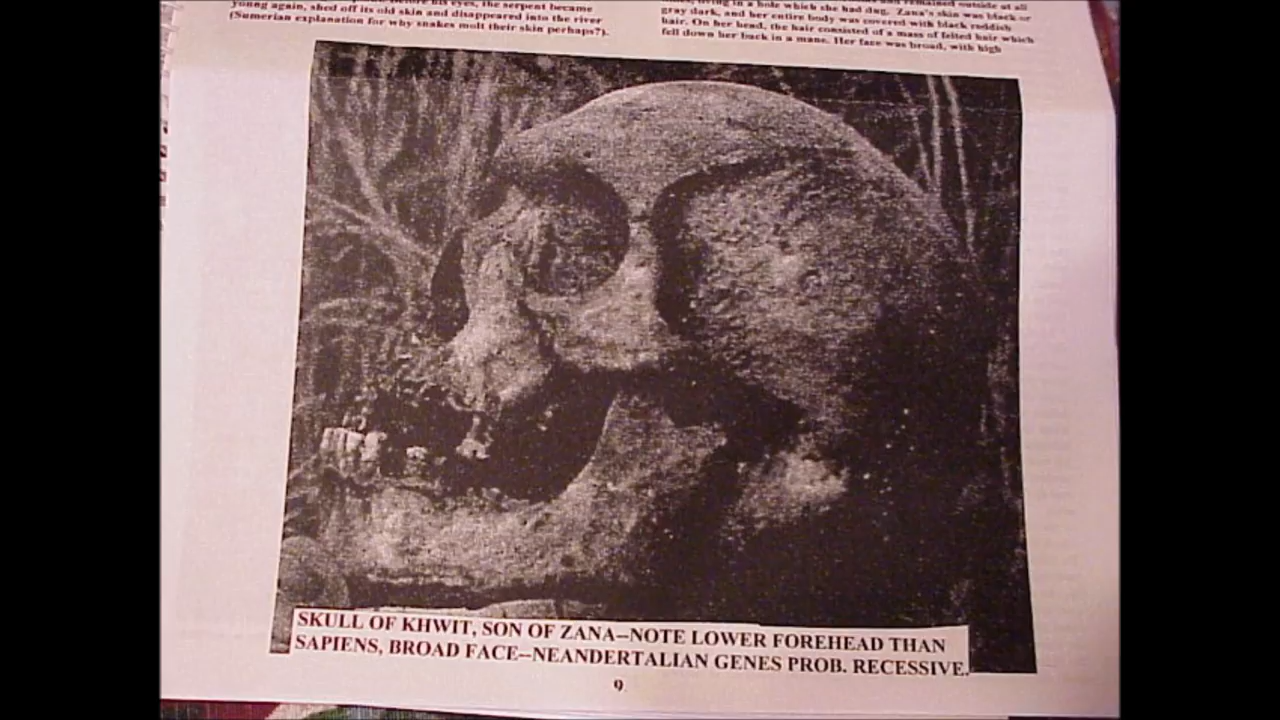 young again, shed off its old skin and disappeared into the river
(Sumerian explanation for why snakes molt their skin perhaps?).
gray dark, and her entire body was covered with black reddish
hair. On her head, the hair consisted of a mass of felted hair which
fell down her back in a mane. Her face was broad, with high
SKULL OF KHWIT, SON OF ZANA--NOTE LOWER FOREHEAD THAN
SAPIENS, BROAD FACE--NEANDERTALIAN GENES PROB. RECESSIVE.
9